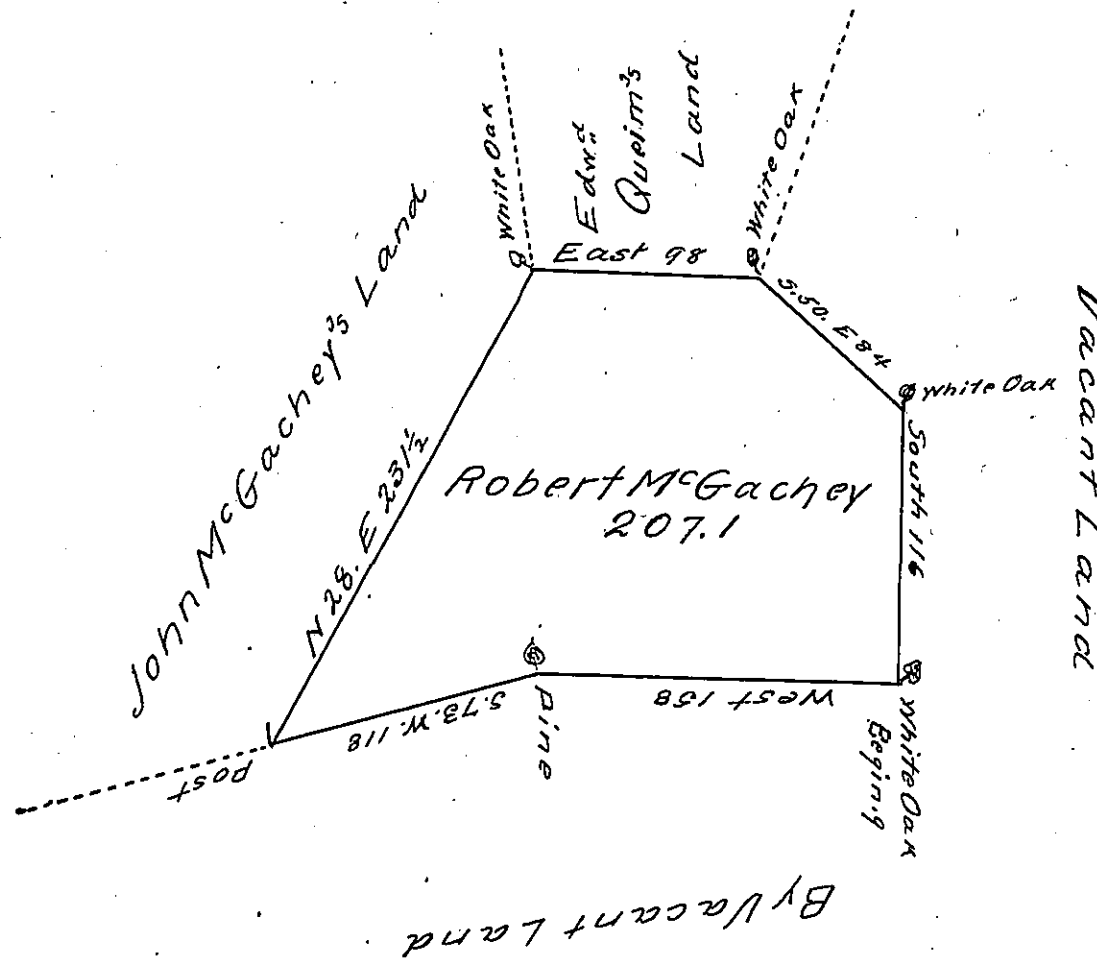 White Oak
Edwd
Queim's
Land
White Oak
East 98
S. 50. E 84
White Oak
Vacant Land
John McGachey's Land
N 28. E 231½
Robert McGachey
207.1
South 116
White Oak
Begin.g
West 158
Pine
S. 73. W. 118
Post
By Vacant Land